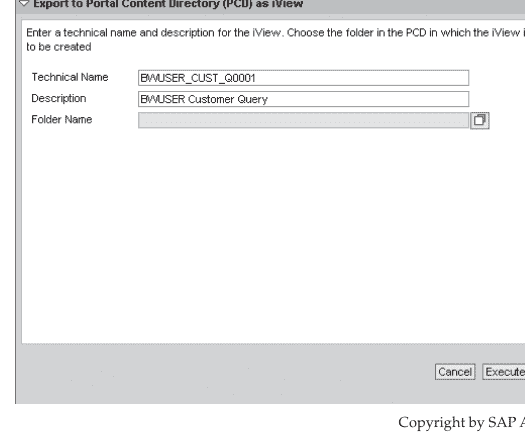 Export to Portal Content Directory (PCD) as iView
Enter a technical name and description for the iView. Choose the folder in the PCD in which the iView i
to be created
Technical Name BWUSER_CUST_Q0001
Description BWUSER Customer Query
Folder Name
Cancel Execute
Copyright by SAP A